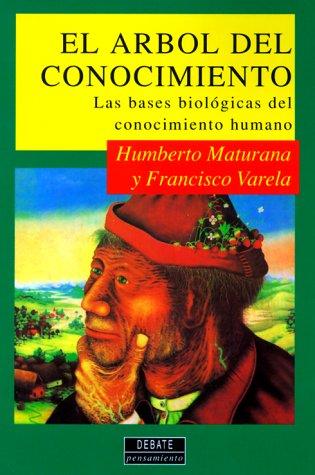 EL ARBOL DEL
CONOCIMIENTO
Las bases biológicas del
conocimiento humano
Humberto Maturana
y Francisco Varela
DEBATE
pensamiento